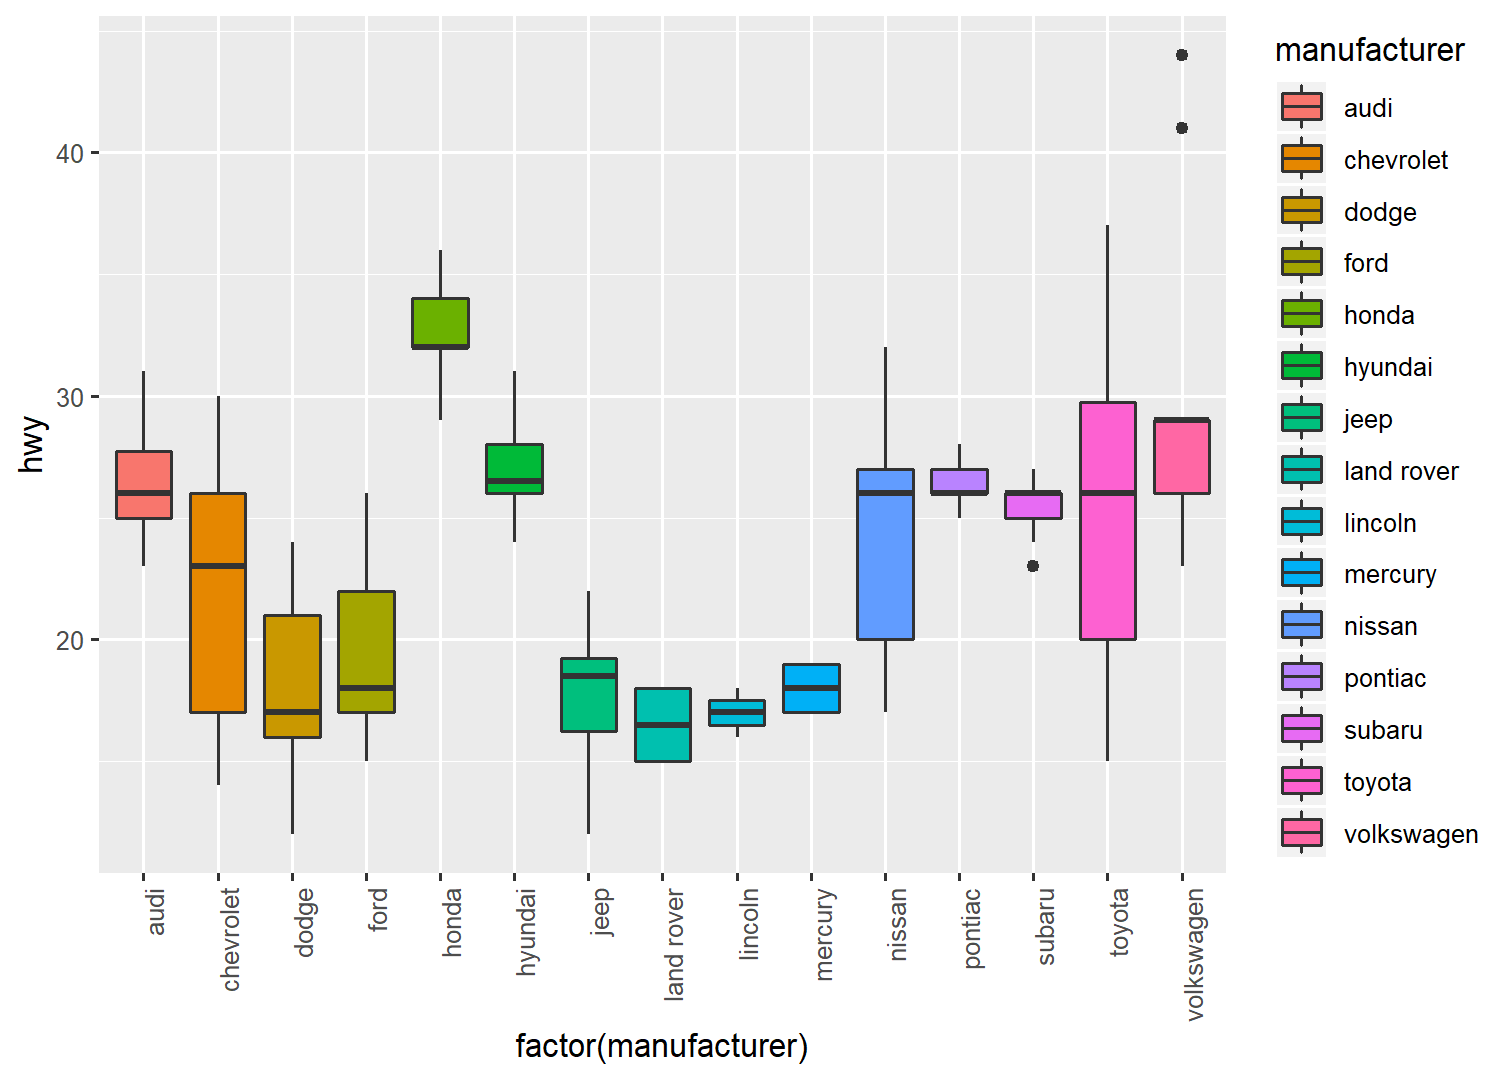 hwy
40
30
20
audi
chevrolet
dodge
ford
honda
hyundai
jeep
land rover
lincoln
mercury
nissan
pontiac
subaru
toyota
volkswagen
factor(manufacturer)
manufacturer
audi
chevrolet
dodge
ford
honda
hyundai
jeep
land rover
lincoln
mercury
nissan
pontiac
subaru
toyota
volkswagen